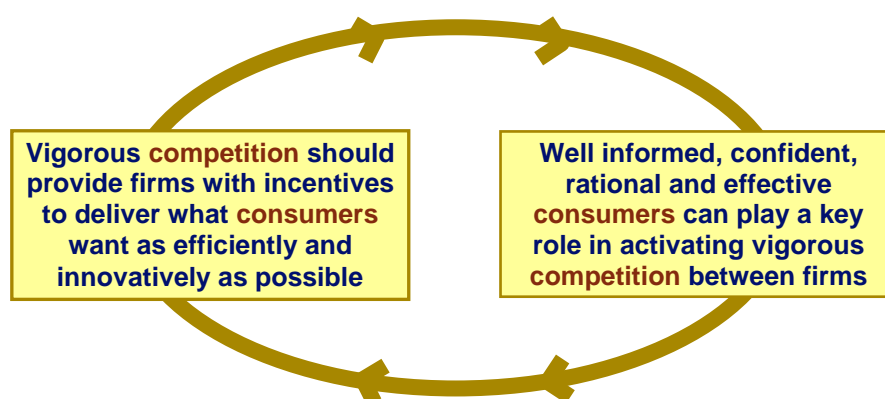 Vigorous competition should
provide firms with incentives
to deliver what consumers
want as efficiently and
innovatively as possible
Well informed, confident,
rational and effective
consumers can play a key
role in activating vigorous
competition between firms